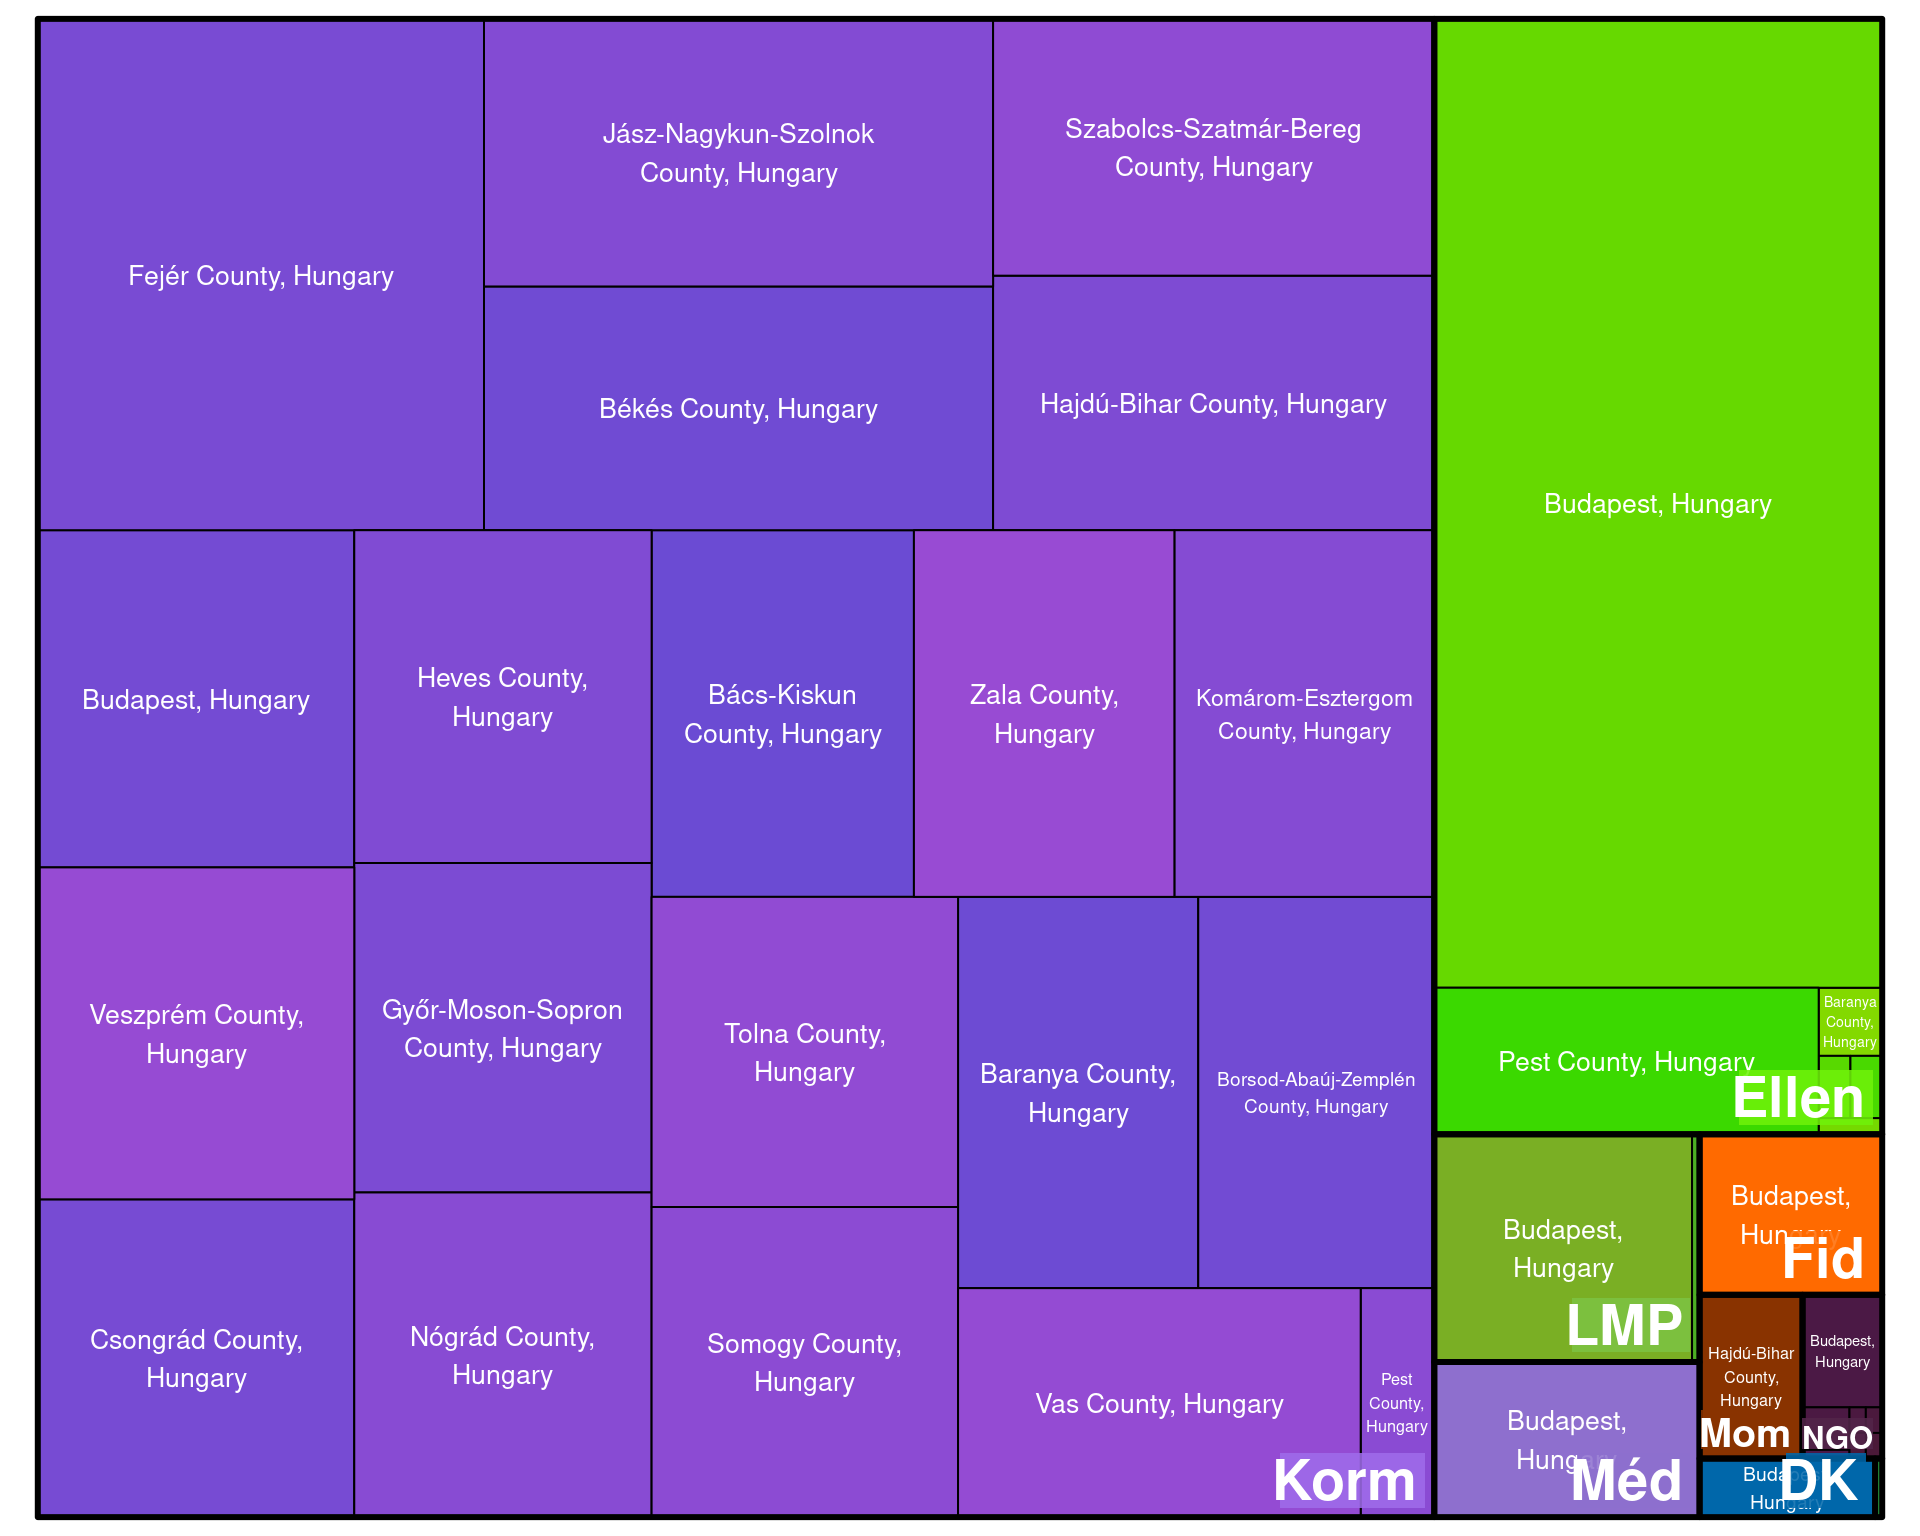 Fejér County, Hungary
Jász-Nagykun-Szolnok
County, Hungary
Szabolcs-Szatmár-Bereg
County, Hungary
Békés County, Hungary
Hajdú-Bihar County, Hungary
Budapest, Hungary
Heves County,
Hungary
Bács-Kiskun
County, Hungary
Zala County,
Hungary
Komárom-Esztergom
County, Hungary
Veszprém County,
Hungary
Győr-Moson-Sopron
County, Hungary
Tolna County,
Hungary
Baranya County,
Hungary
Borsod-Abaúj-Zemplén
County, Hungary
Csongrád County,
Hungary
Nógrád County,
Hungary
Somogy County,
Hungary
Vas County, Hungary
Pest
County,
Hungary
Korm
Budapest, Hungary
Pest County, Hungary
Baranya
County,
Hungary
Ellen
Budapest,
Hungary
LMP
Budapest,
Hungary
Fid
Budapest,
Hungary
Méd
Hajdú-Bihar
County,
Hungary
Mom
Budapest,
Hungary
NGO
Budapest,
Hungary
DK